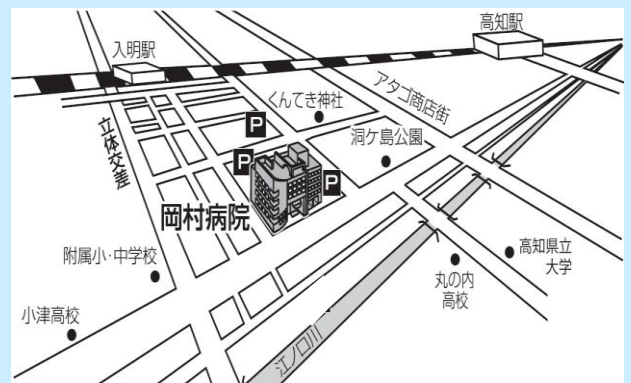 高知駅
入明駅
アタゴ商店街
くんてき神社
P
洞ケ島公園
立体交差
P
P
岡村病院
附属小・中学校
高知県立
大学
丸の内
高校
小津高校
江ノ口川